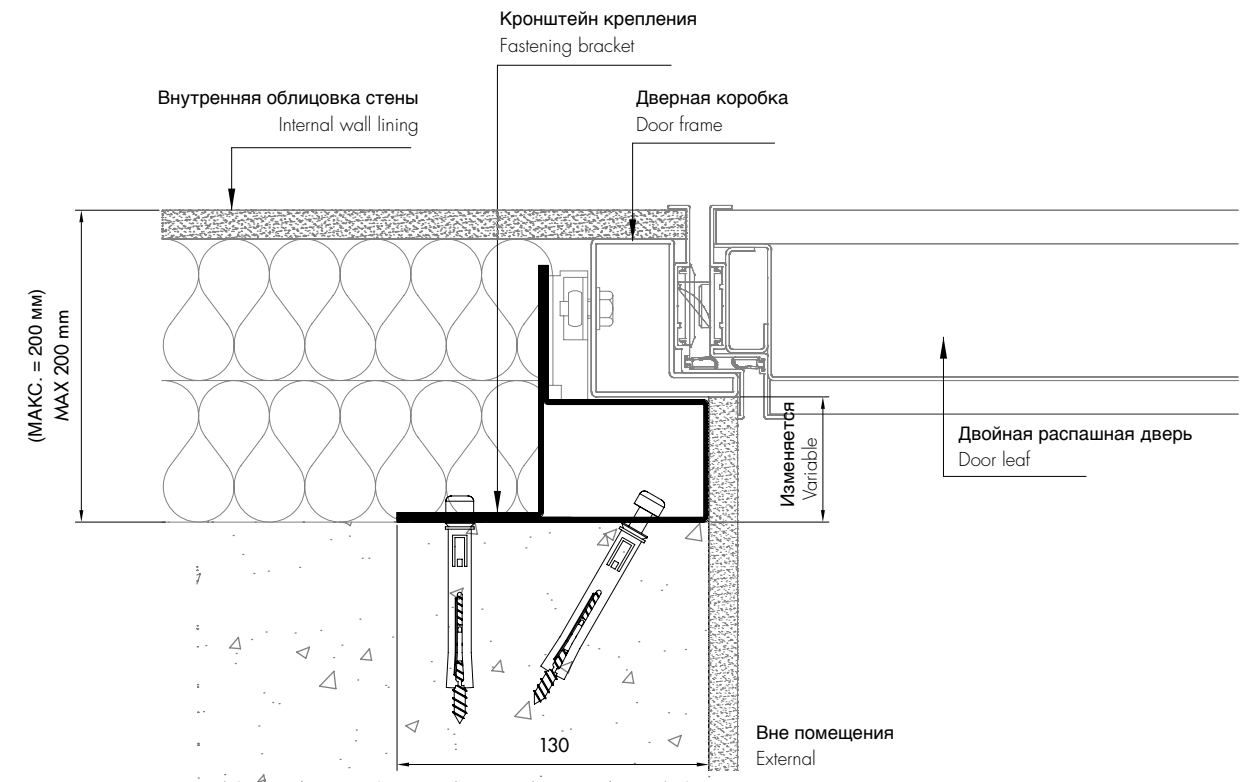 Кронштейн крепления
Fastening bracket
Внутренняя облицовка стены
Internal wall lining
Дверная коробка
Door frame
(МАКС. = 200 мм)
MAX 200 mm
Изменяется
Variable
Двойная распашная дверь
Door leaf
Вне помещения
External
130